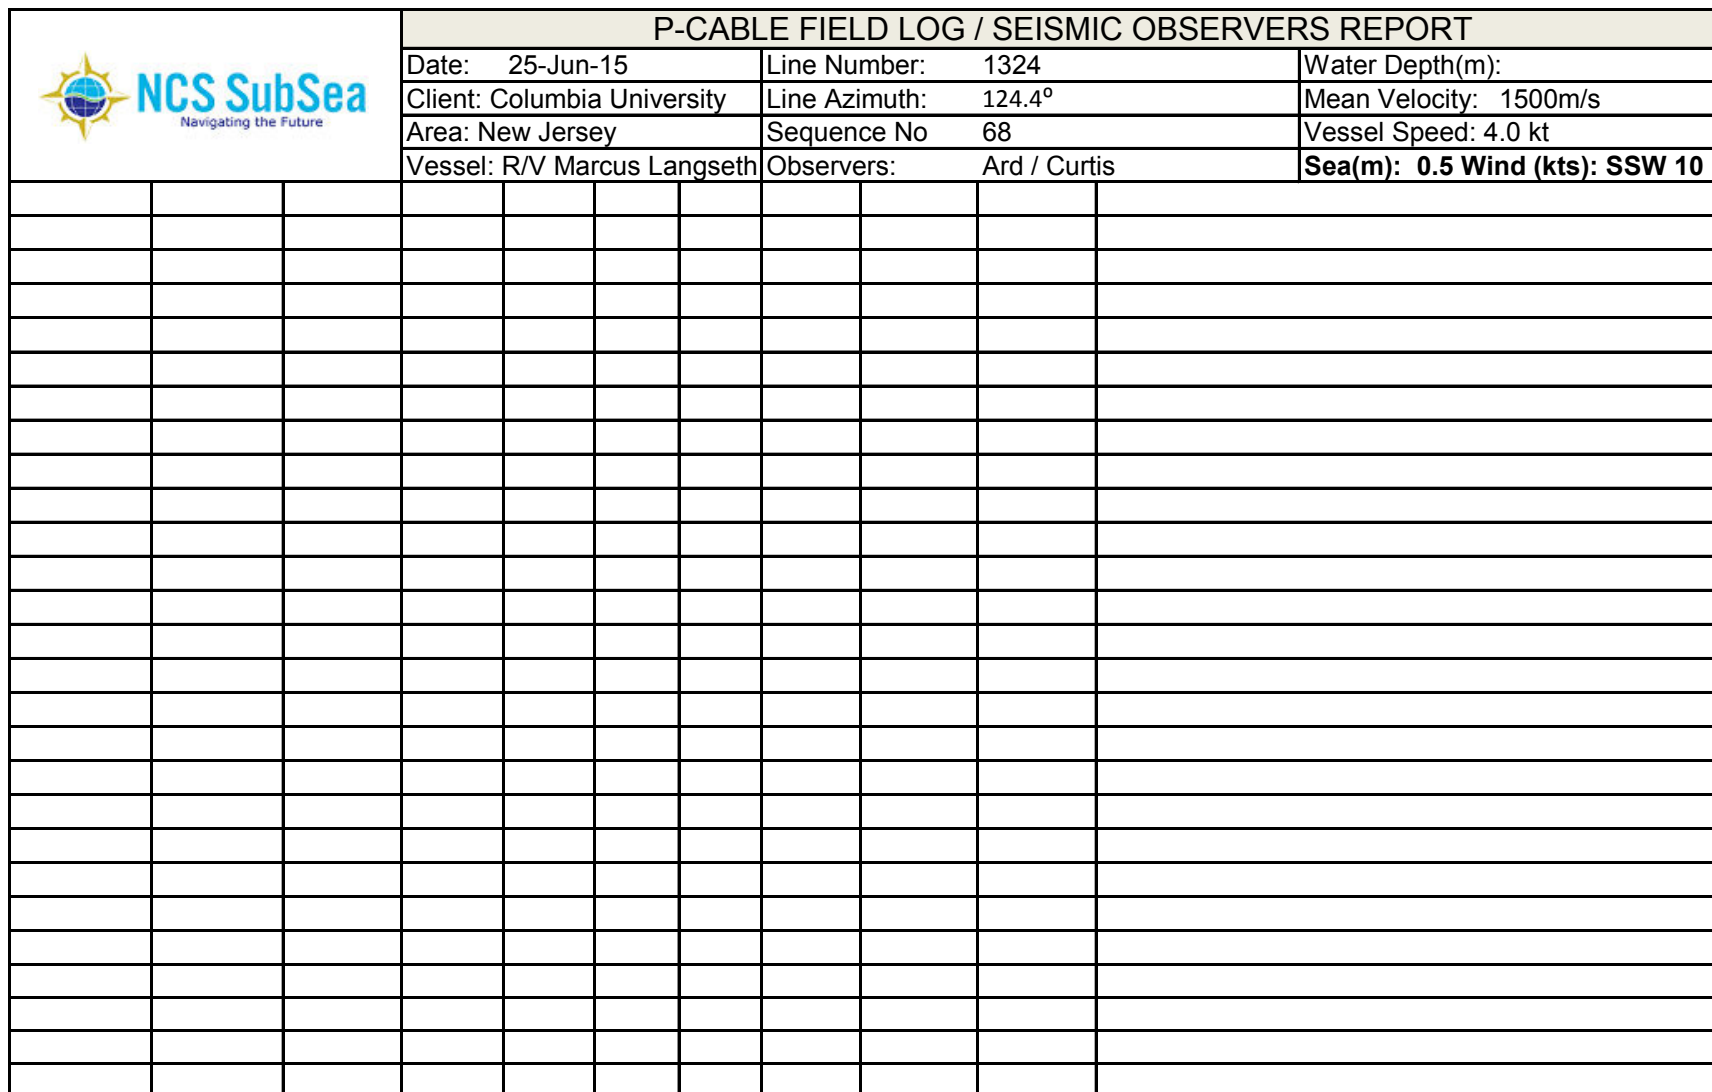 P-CABLE FIELD LOG / SEISMIC OBSERVERS REPORT
NCS SubSea
Navigating the Future
Date: 25-Jun-15 Line Number: 1324 Water Depth(m):
Client: Columbia University Line Azimuth: 124.4º Mean Velocity: 1500m/s
Area: New Jersey Sequence No 68 Vessel Speed: 4.0 kt
Vessel: R/V Marcus Langseth Observers: Ard / Curtis Sea(m): 0.5 Wind (kts): SSW 10